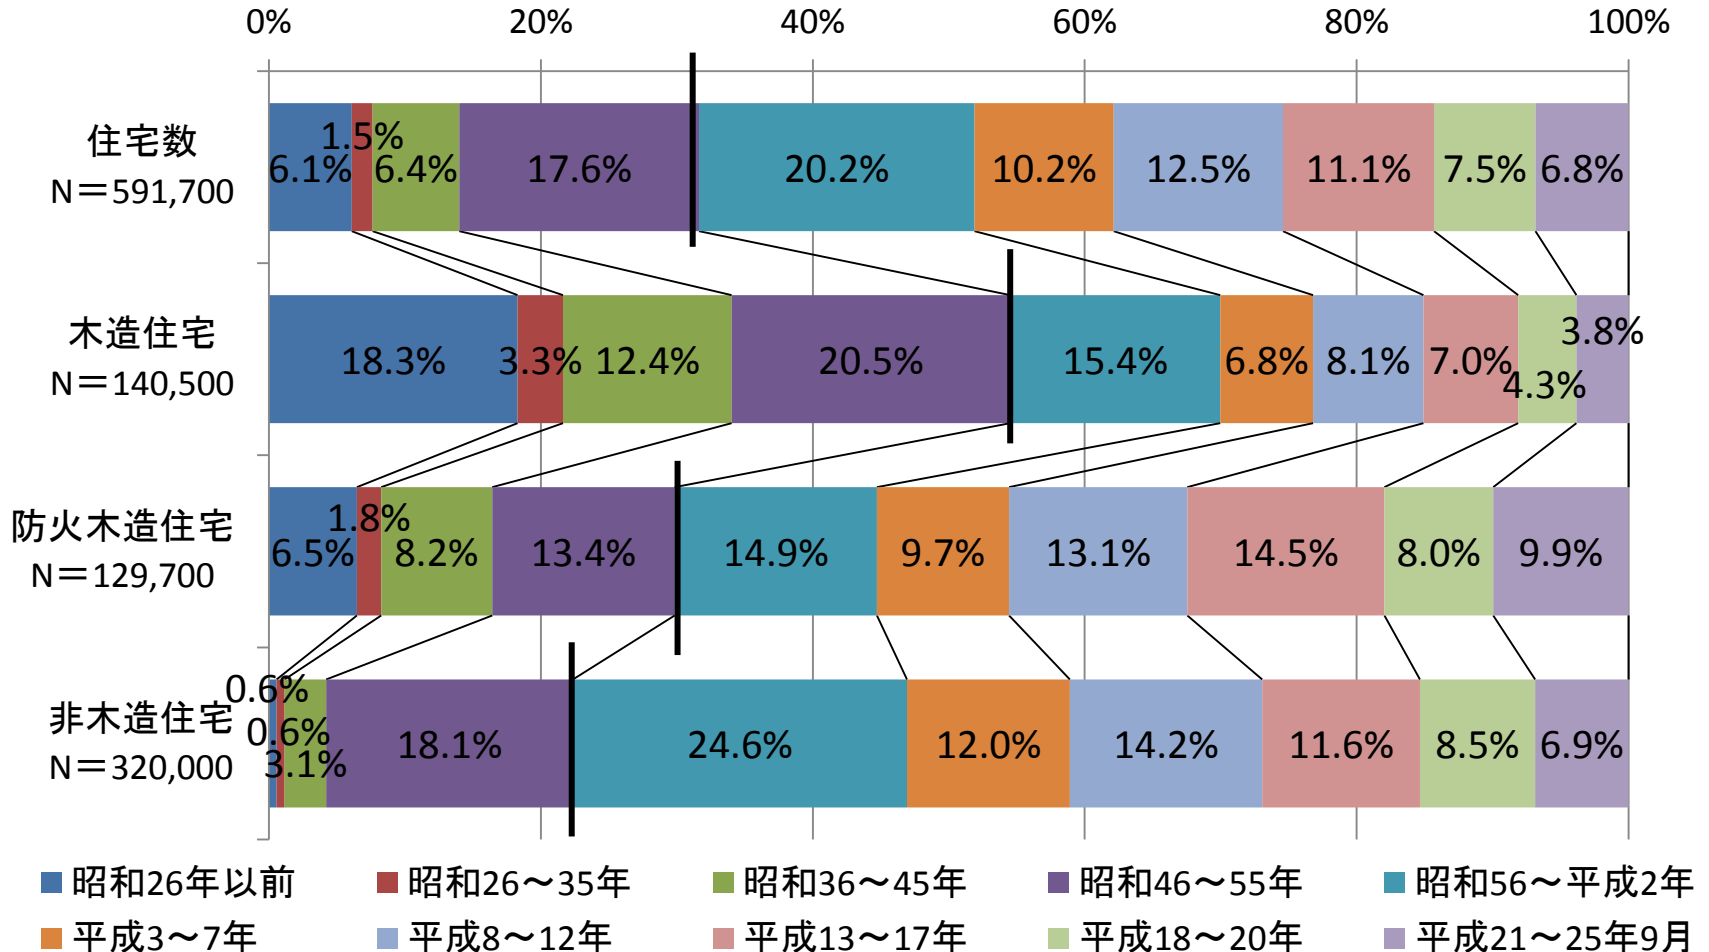 0% 20% 40% 60% 80% 100%
住宅数
N＝591,700
6.1% 1.5% 6.4% 17.6% 20.2% 10.2% 12.5% 11.1% 7.5% 6.8%
木造住宅
N＝140,500
18.3% 3.3% 12.4% 20.5% 15.4% 6.8% 8.1% 7.0% 4.3% 3.8%
防火木造住宅
N＝129,700
6.5% 1.8% 8.2% 13.4% 14.9% 9.7% 13.1% 14.5% 8.0% 9.9%
非木造住宅
N＝320,000
0.6% 0.6% 3.1% 18.1% 24.6% 12.0% 14.2% 11.6% 8.5% 6.9%
昭和26年以前 昭和26～35年 昭和36～45年 昭和46～55年 昭和56～平成2年
平成3～7年 平成8～12年 平成13～17年 平成18～20年 平成21～25年9月